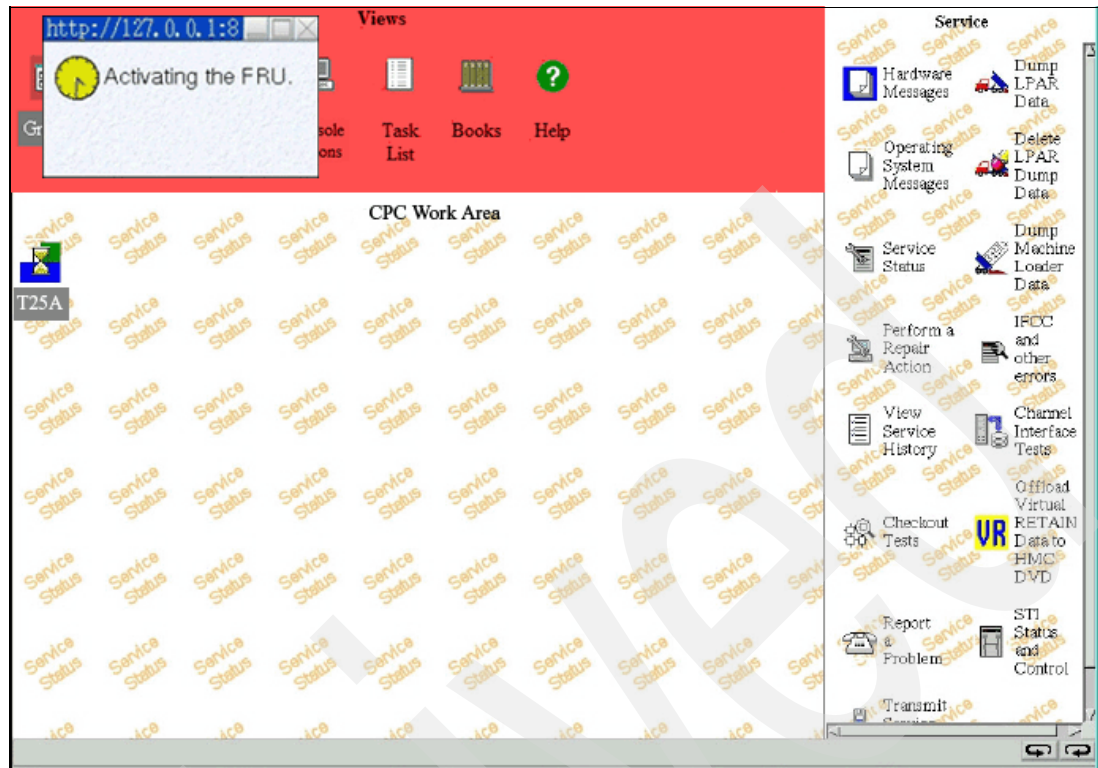 http://127.0.0.1:8
Activating the FRU.
Views
Gr
sole
ons
Task
List
Books
Help
CPC Work Area
T25A
Service
Hardware
Messages
Dump
LPAR
Data
Operating
System
Messages
Delete
LPAR
Dump
Data
Service
Status
Dump
Machine
Loader
Data
Perform a
Repair
Action
IFCC
and
other
errors
View
Service
History
Channel
Interface
Tests
Checkout
Tests
VR
Offload
Virtual
RETAIN
Data to
HMC
DVD
Report
a
Problem
STI
Status
and
Control
Transmit
Service
Status